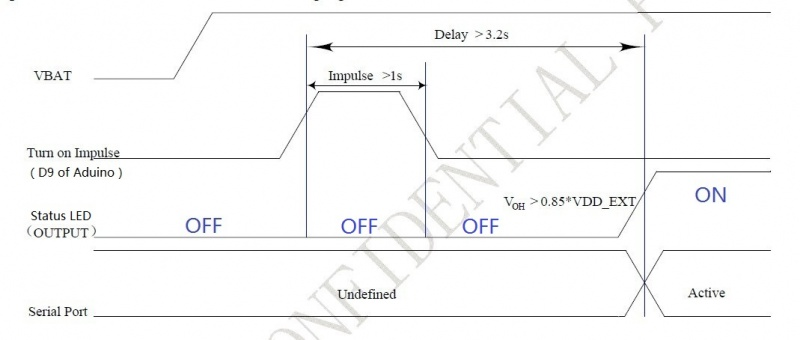 Delay > 3.2s
VBAT
Impulse >1s
Turn on Impulse
( D9 of Aduino )
VOH > 0.85*VDD_EXT
ON
Status LED
(OUTPUT)
OFF
OFF
OFF
Undefined
Active
Serial Port